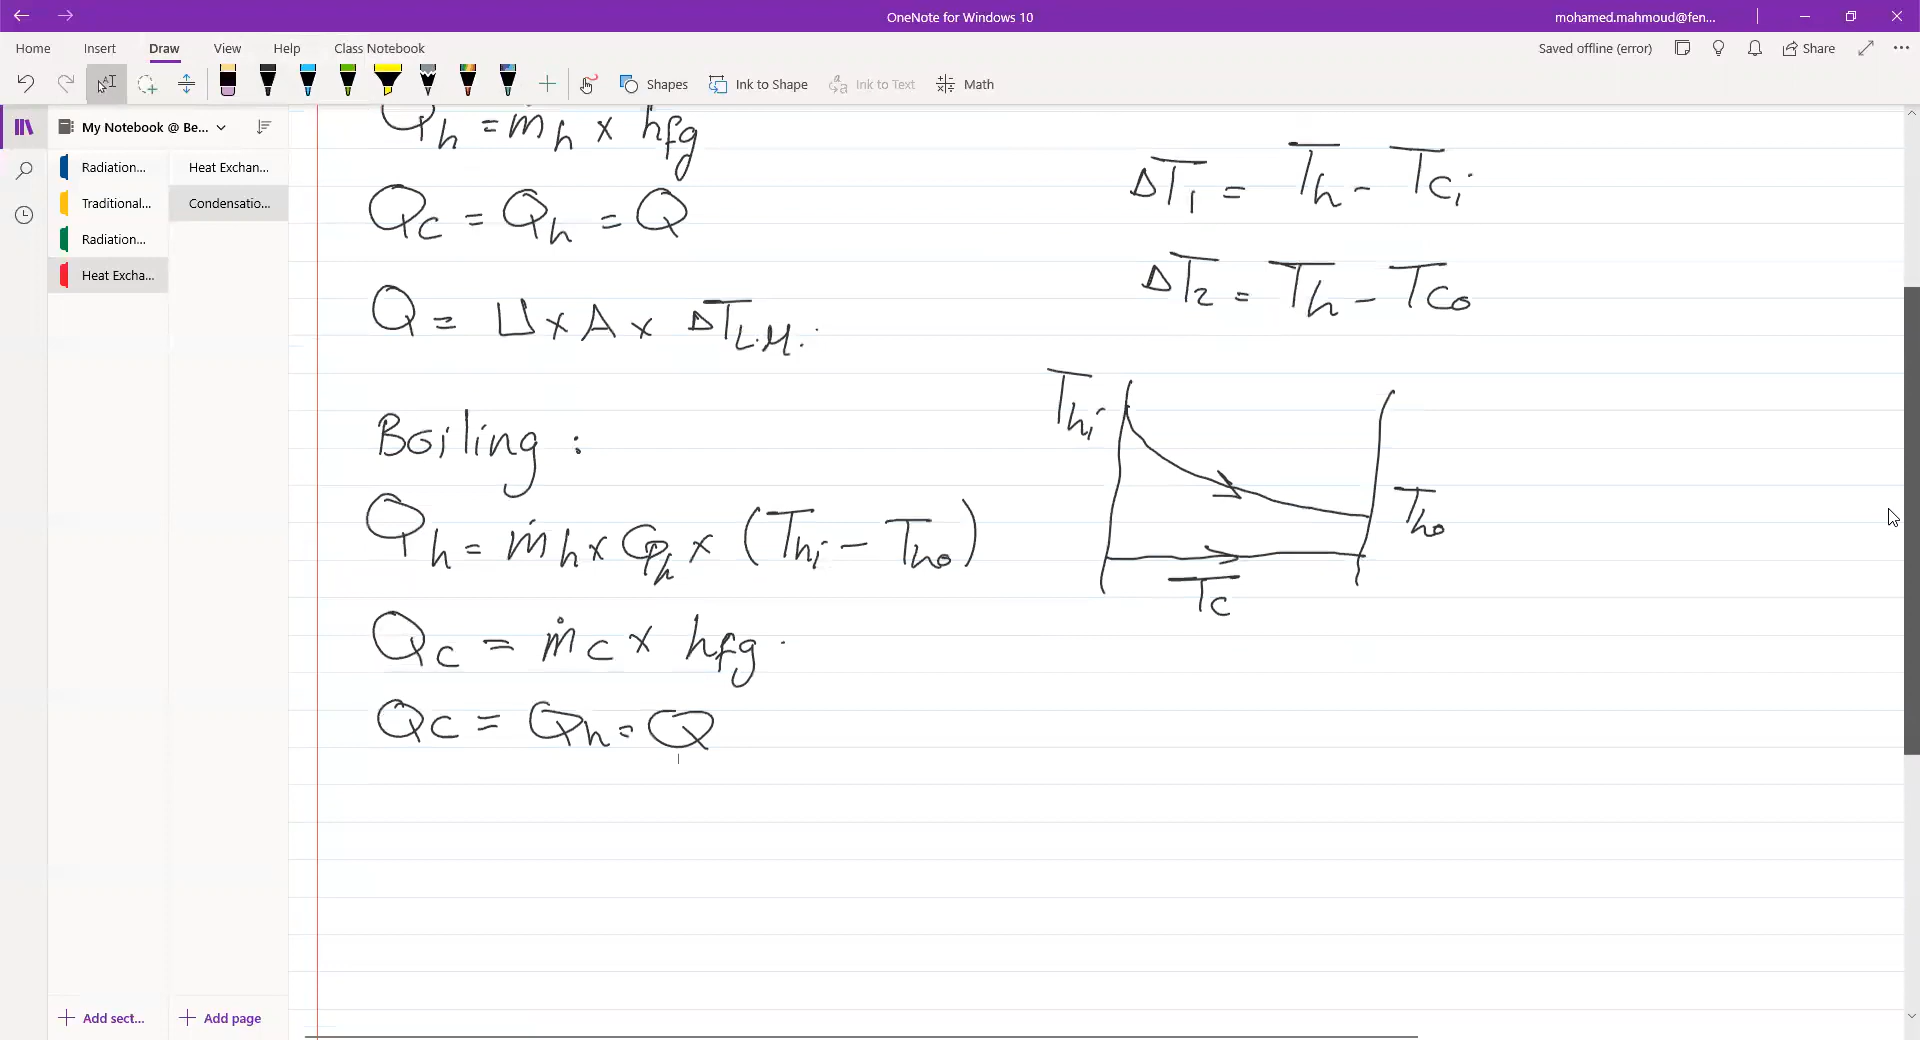 OneNote for Windows 10
mohamed.mahmoud@fen...
Home Insert Draw View Help Class Notebook
Saved offline (error) Share
Shapes Ink to Shape Ink to Text Math
My Notebook @ Be...
Radiation...
Traditional...
Radiation...
Heat Excha...
Heat Exchan...
Condensatio...
Qh = ṁh x hfg
Qc = Qh = Q
Q = U x A x ΔTL.M.
Boiling :
Qh = ṁh x Cph x (Thi - Tho)
Qc = ṁc x hfg
Qc = Qh = Q
ΔT1 = Th - Tci
ΔT2 = Th - Tco
Thi
Tho
Tc
Add sect...
Add page